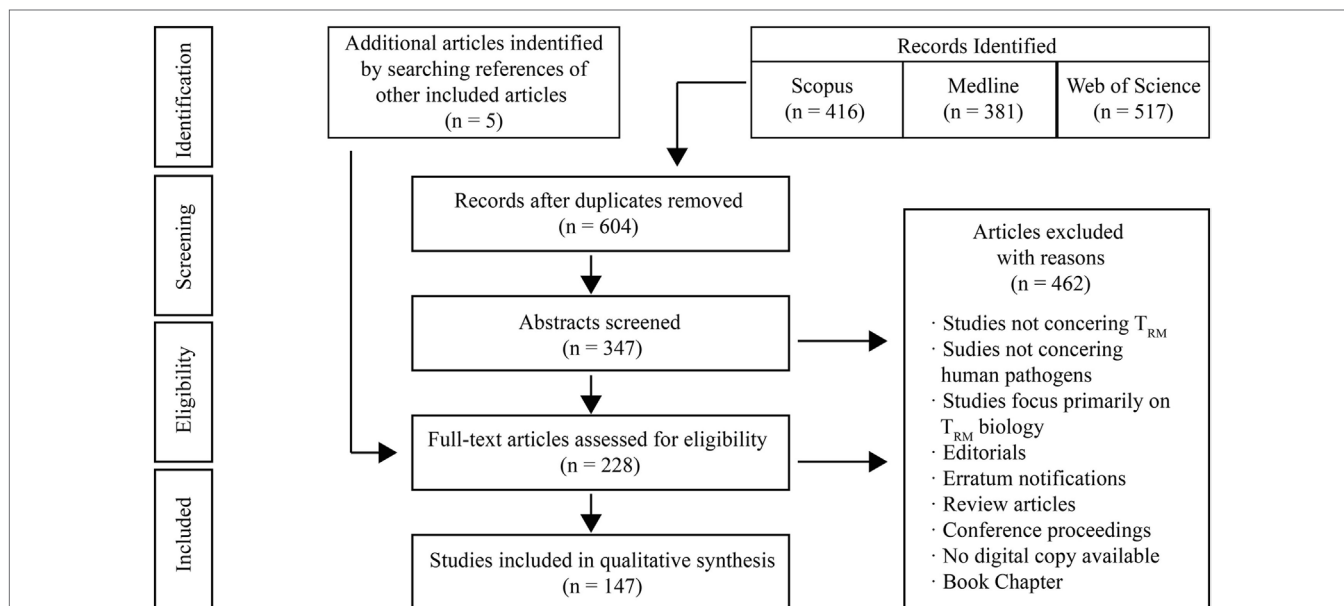 Identification
Screening
Eligibility
Included
Additional articles indentified
by searching references of
other included articles
(n = 5)
Records Identified
Scopus
(n = 416)
Medline
(n = 381)
Web of Science
(n = 517)
Records after duplicates removed
(n = 604)
Abstracts screened
(n = 347)
Full-text articles assessed for eligibility
(n = 228)
Studies included in qualitative synthesis
(n = 147)
Articles excluded
with reasons
(n = 462)
· Studies not concering TRM
· Sudies not concering
human pathogens
· Studies focus primarily on
TRM biology
· Editorials
· Erratum notifications
· Review articles
· Conference proceedings
· No digital copy available
· Book Chapter